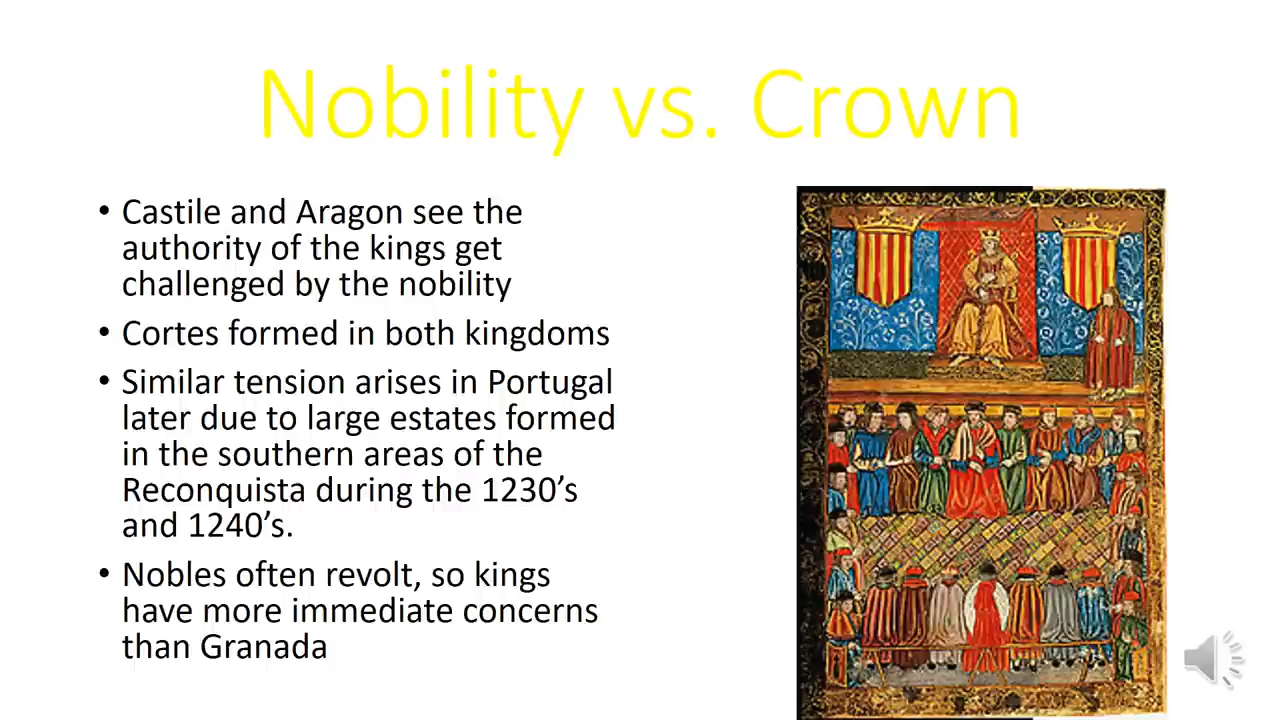 Nobility vs. Crown
• Castile and Aragon see the
authority of the kings get
challenged by the nobility
• Cortes formed in both kingdoms
• Similar tension arises in Portugal
later due to large estates formed
in the southern areas of the
Reconquista during the 1230’s
and 1240’s.
• Nobles often revolt, so kings
have more immediate concerns
than Granada